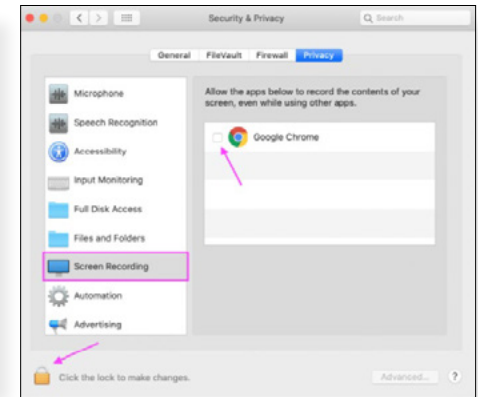 Security & Privacy
Search
General FileVault Firewall Privacy
Microphone
Speech Recognition
Accessibility
Input Monitoring
Full Disk Access
Files and Folders
Screen Recording
Automation
Advertising
Allow the apps below to record the contents of your
screen, even while using other apps.
Google Chrome
Click the lock to make changes.
Advanced...
?